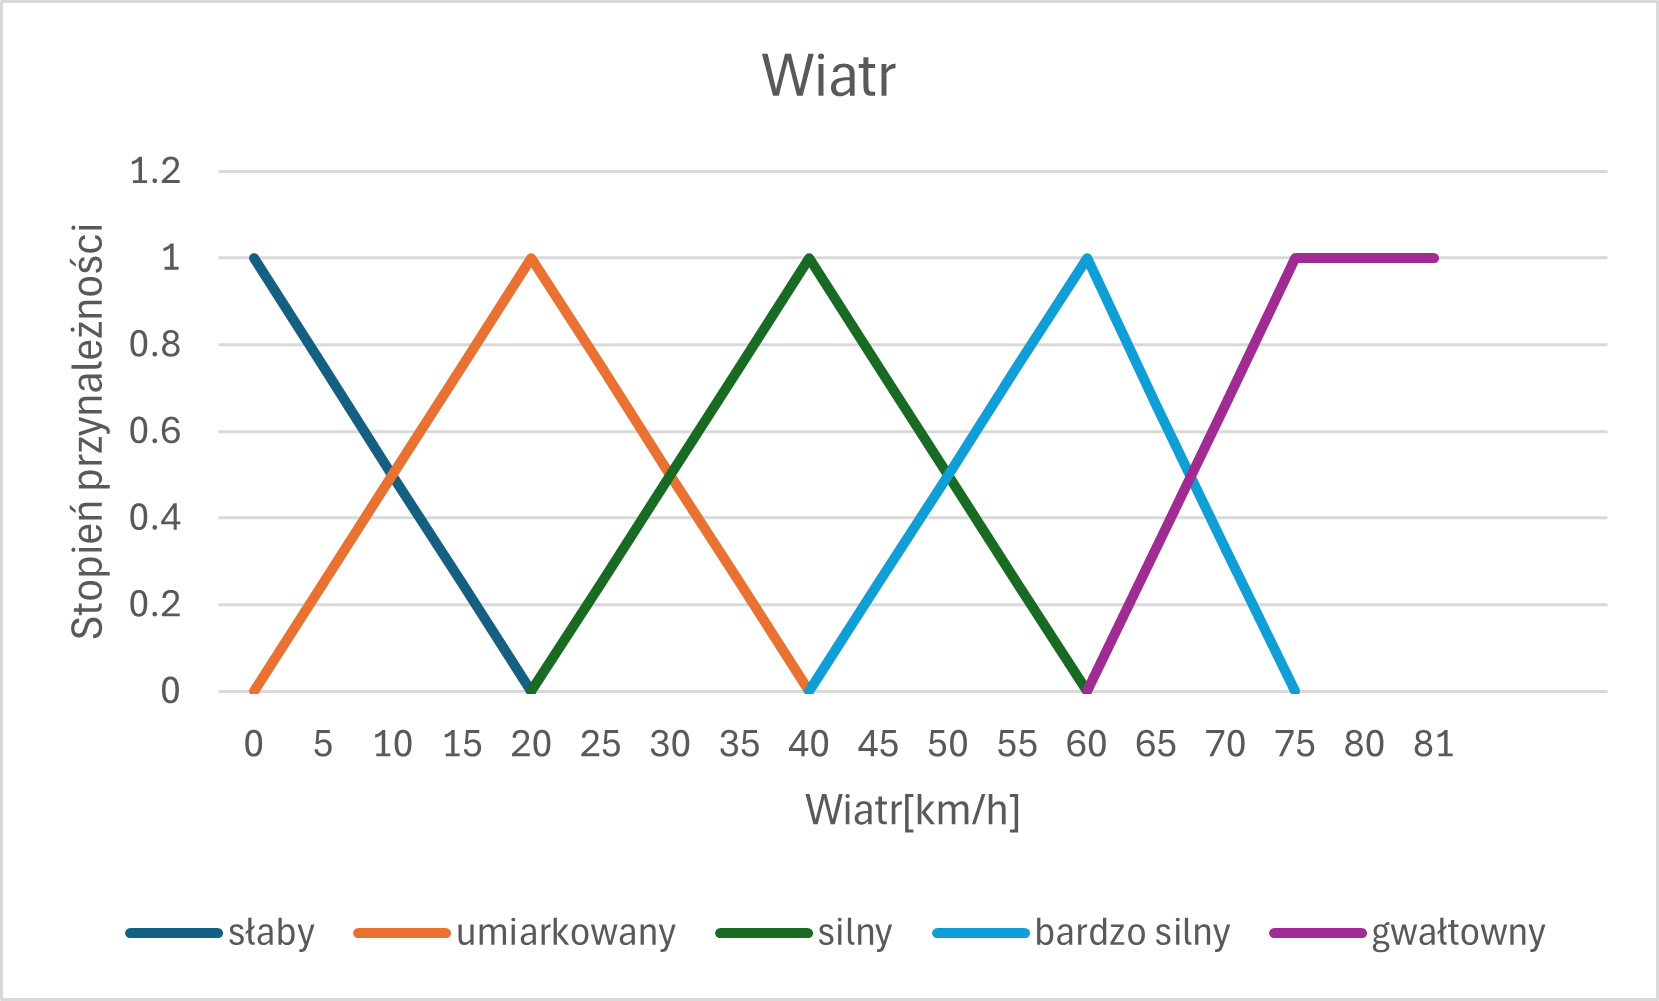 Wiatr
1.2
1
0.8
0.6
0.4
0.2
0
Stopień przynależności
0 5 10 15 20 25 30 35 40 45 50 55 60 65 70 75 80 81
Wiatr[km/h]
słaby umiarkowany silny bardzo silny gwałtowny